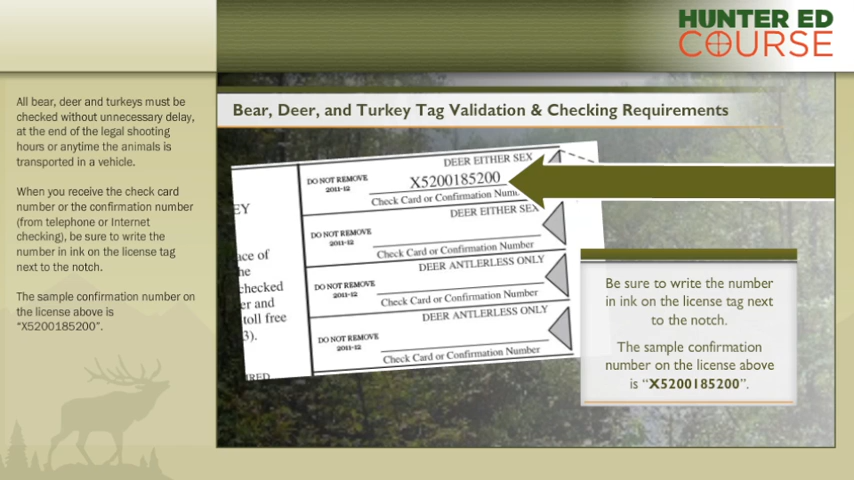 HUNTER ED
COURSE
All bear, deer and turkeys must be
checked without unnecessary delay,
at the end of the legal shooting
hours or anytime the animals is
transported in a vehicle.
When you receive the check card
number or the confirmation number
(from telephone or Internet
checking), be sure to write the
number in ink on the license tag
next to the notch.
The sample confirmation number on
the license above is
“X5200185200”.
Bear, Deer, and Turkey Tag Validation & Checking Requirements
EY
ace of
he
checked
er and
toll free
3).
IRED
DEER EITHER SEX
DO NOT REMOVE
2011-12
X5200185200
Check Card or Confirmation Num
DEER EITHER SEX
DO NOT REMOVE
2011-12
Check Card or Confirmation Number
DEER ANTLERLESS ONLY
DO NOT REMOVE
2011-12
Check Card or Confirmation Number
DEER ANTLERLESS ONLY
DO NOT REMOVE
2011-12
Check Card or Confirmation Number
Be sure to write the number
in ink on the license tag next
to the notch.
The sample confirmation
number on the license above
is “X5200185200”.